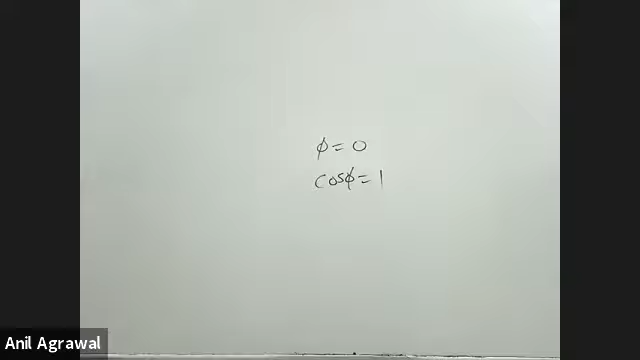 ϕ = 0
cosϕ = 1
Anil Agrawal